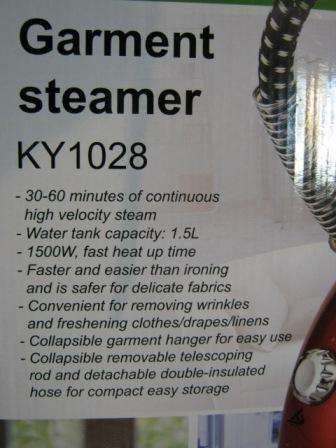 Garment
steamer
KY1028
- 30-60 minutes of continuous
high velocity steam
- Water tank capacity: 1.5L
- 1500W, fast heat up time
- Faster and easier than ironing
and is safer for delicate fabrics
- Convenient for removing wrinkles
and freshening clothes/drapes/linens
- Collapsible garment hanger for easy use
- Collapsible removable telescoping
rod and detachable double-insulated
hose for compact easy storage